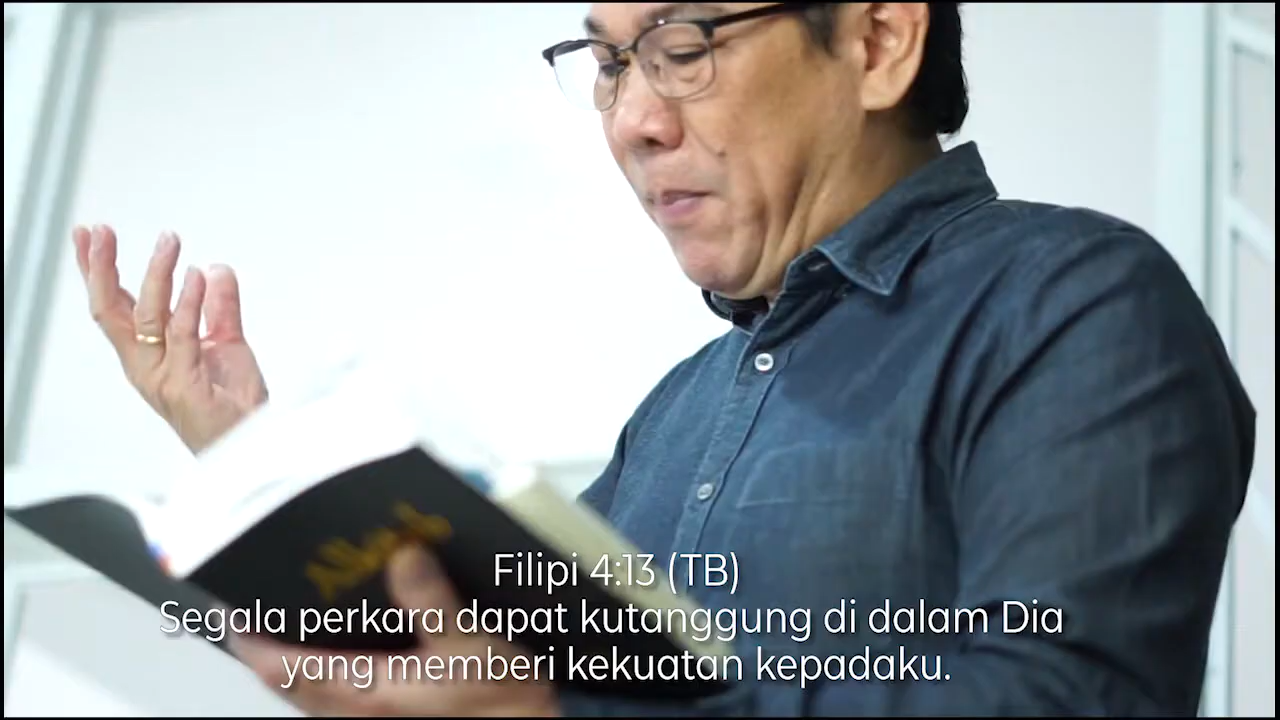 Filipi 4:13 (TB)
Segala perkara dapat kutanggung di dalam Dia
yang memberi kekuatan kepadaku.